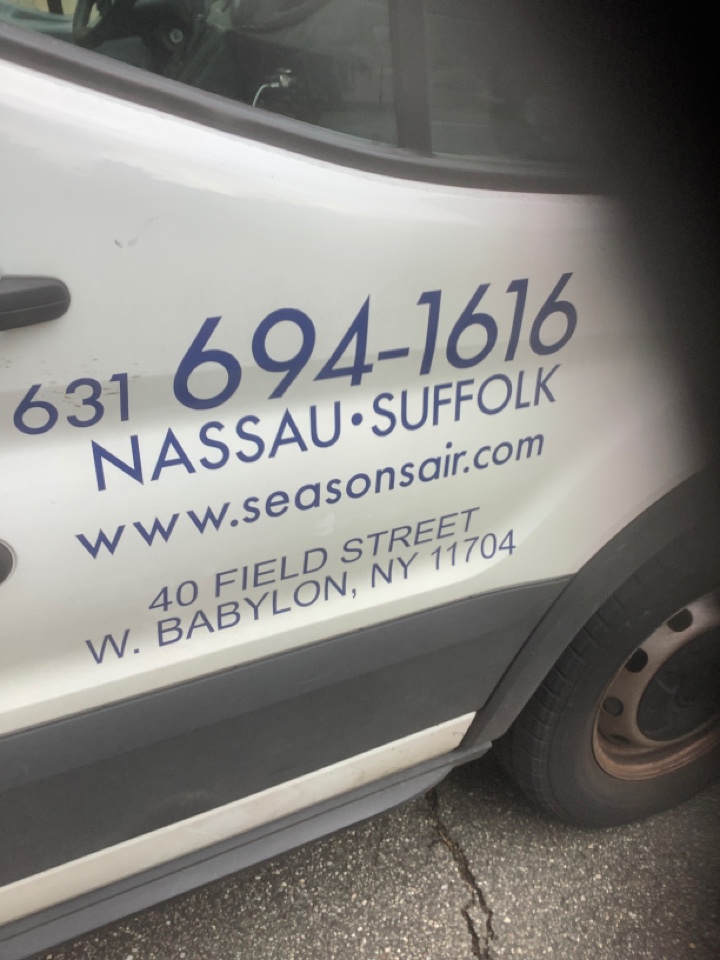 631 694-1616
NASSAU•SUFFOLK
www.seasonsair.com
40 FIELD STREET
W. BABYLON, NY 11704